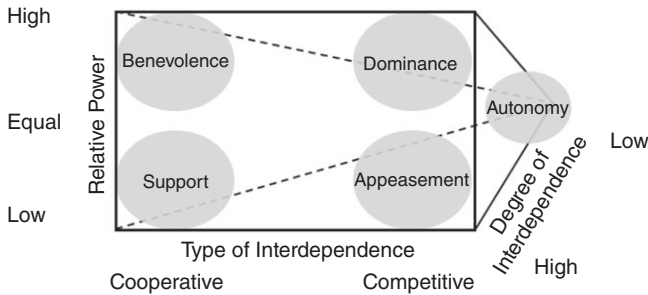 High
Equal
Low
Relative Power
Benevolence
Dominance
Autonomy
Support
Appeasement
Type of Interdependence
Cooperative
Competitive
Degree of
Interdependence
Low
High